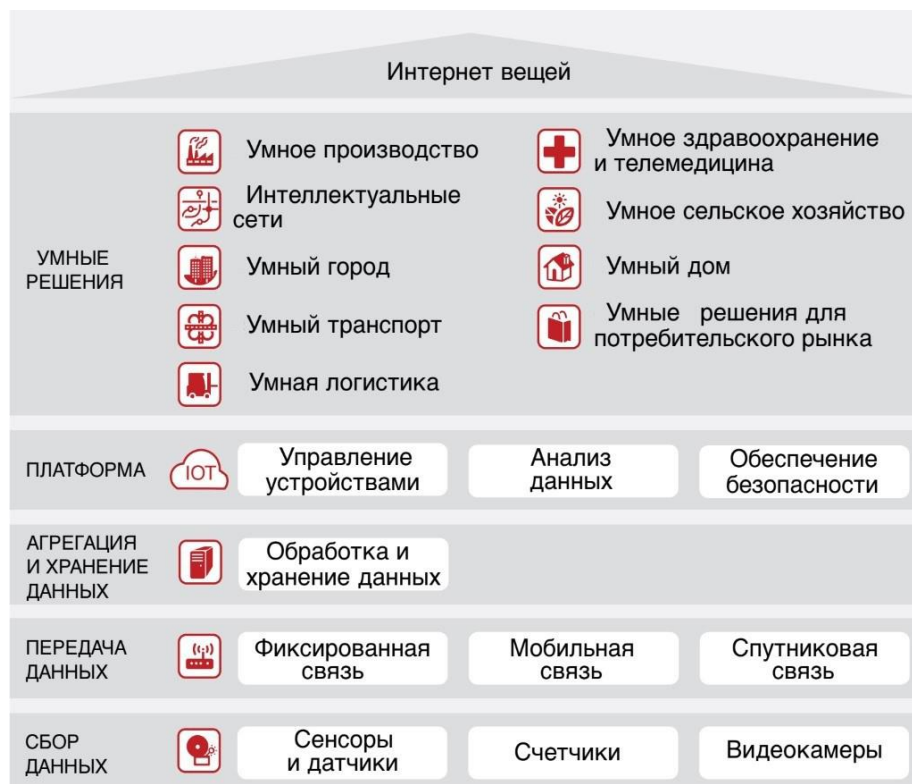 Интернет вещей
УМНЫЕ
РЕШЕНИЯ
Умное производство
Интеллектуальные
сети
Умный город
Умный транспорт
Умная логистика
Умное здравоохранение
и телемедицина
Умное сельское хозяйство
Умный дом
Умные решения для
потребительского рынка
ПЛАТФОРМА
IOT
Управление
устройствами
Анализ
данных
Обеспечение
безопасности
АГРЕГАЦИЯ
И ХРАНЕНИЕ
ДАННЫХ
Обработка и
хранение данных
ПЕРЕДАЧА
ДАННЫХ
Фиксированная
связь
Мобильная
связь
Спутниковая
связь
СБОР
ДАННЫХ
Сенсоры
и датчики
Счетчики
Видеокамеры